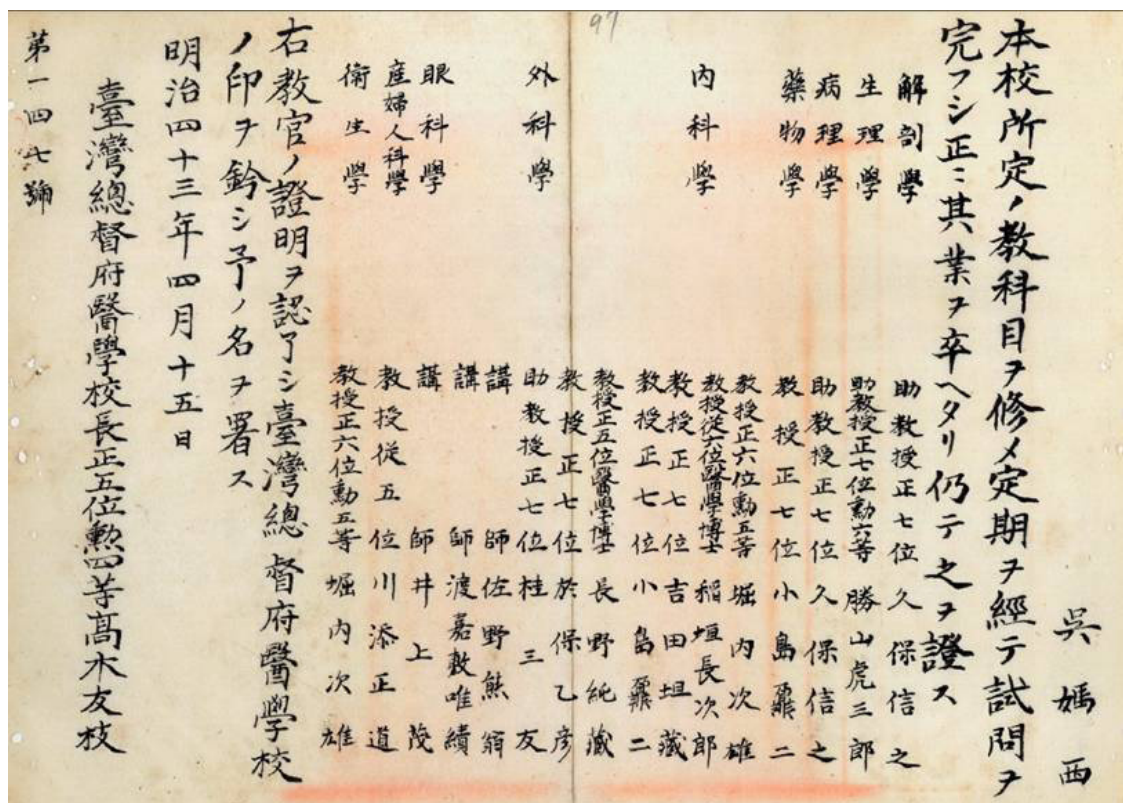 吳媽西
本校所定ノ教科目ヲ修メ定期ヲ經テ試問ヲ
完フシ正ニ其業ヲ卒ヘタリ仍テ之ヲ證ス
解剖學 助教授正七位久保信之
生理學 助教授正七位勳六等勝山虎三郎
病理學 助教授正七位久保信之
藥物學 教授正七位小島鼐二
內科學 教授正六位勳五等堀內次雄
教授從六位醫學博士稻垣長次郎
教授正七位吉田坦藏
教授正七位小島鼐二
外科學 教授正五位醫學博士長野純藏
教授正七位於保乙彥
助教授正七位桂三友
講師佐野熊翁
講師渡嘉敷唯績
眼科學 講師井上茂
產婦人科學 教授從五位川添正道
衛生學 教授正六位勳五等堀內次雄
右教官ノ證明ヲ認了シ臺灣總督府醫學校
ノ印ヲ鈐シ予ノ名ヲ署ス
明治四十三年四月十五日
臺灣總督府醫學校長正五位勲四等髙木友枝
第一四七號
97